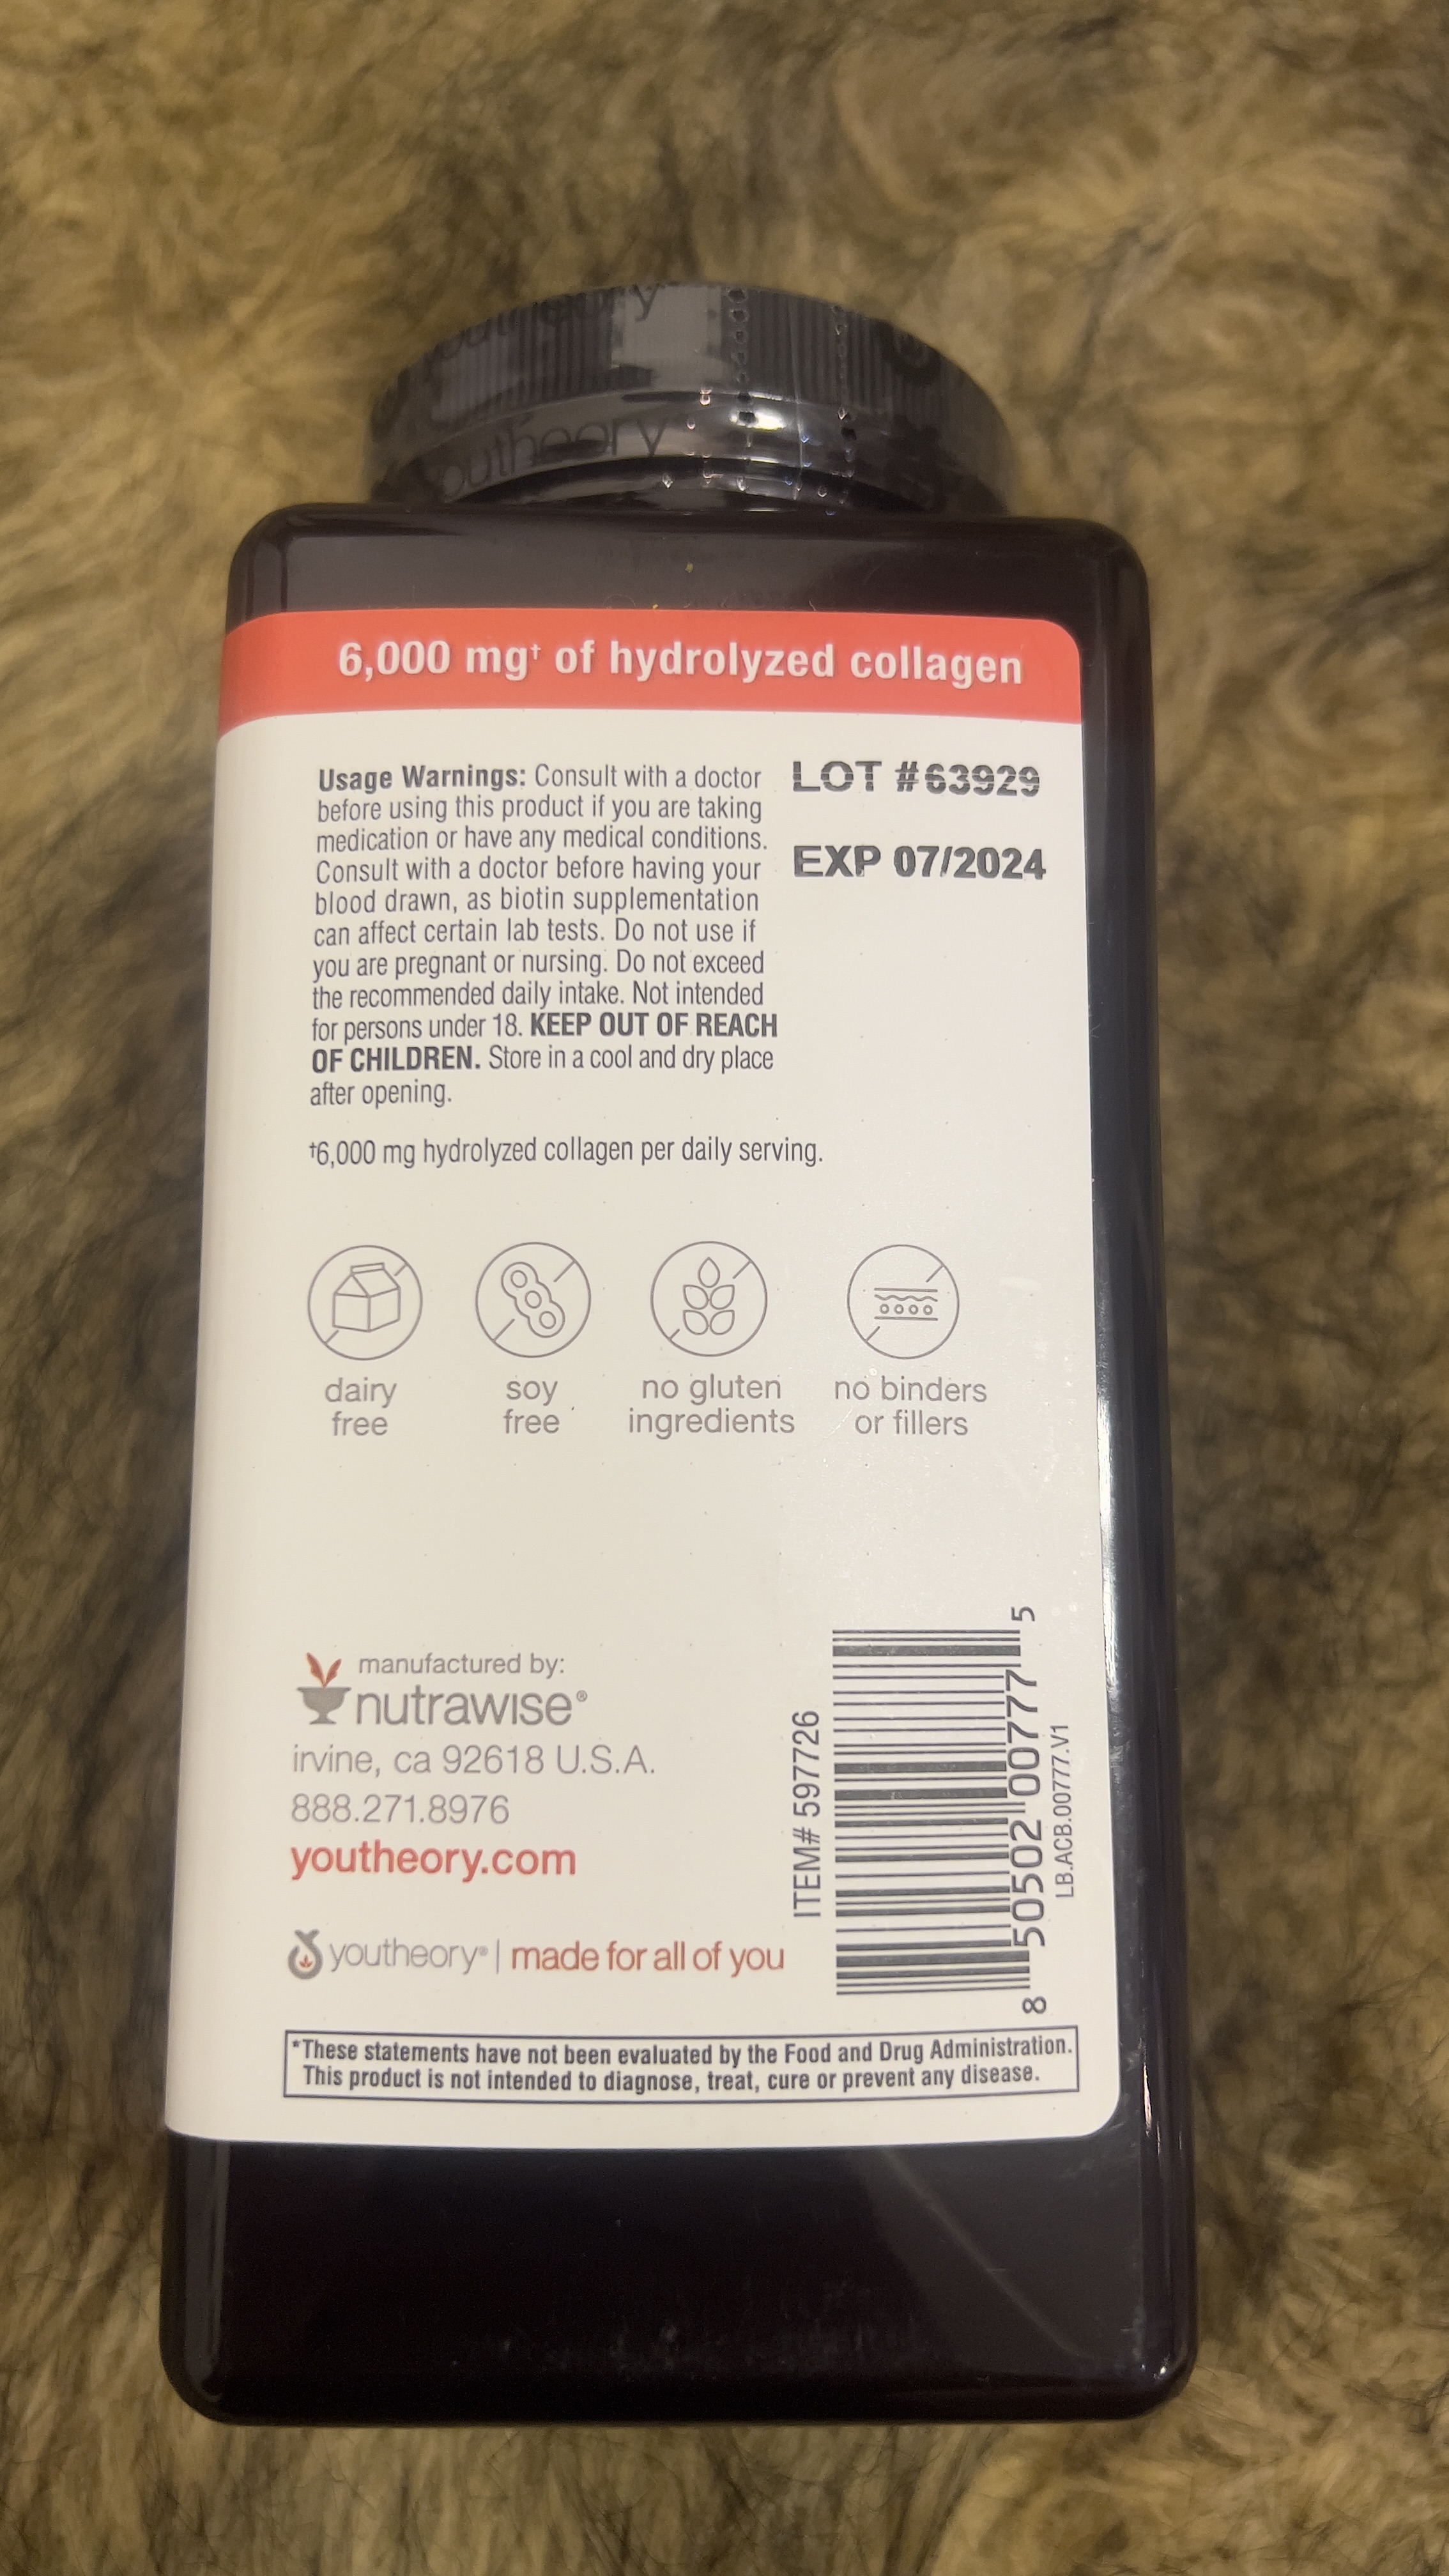 youtheory
youtheory
6,000 mg† of hydrolyzed collagen
Usage Warnings: Consult with a doctor
before using this product if you are taking
medication or have any medical conditions.
Consult with a doctor before having your
blood drawn, as biotin supplementation
can affect certain lab tests. Do not use if
you are pregnant or nursing. Do not exceed
the recommended daily intake. Not intended
for persons under 18. KEEP OUT OF REACH
OF CHILDREN. Store in a cool and dry place
after opening.
LOT #63929
EXP 07/2024
†6,000 mg hydrolyzed collagen per daily serving.
dairy
free
soy
free
no gluten
ingredients
no binders
or fillers
manufactured by:
nutrawise®
irvine, ca 92618 U.S.A.
888.271.8976
youtheory.com
youtheory® | made for all of you
ITEM# 597726
8 50502 00777 5
LB.ACB.00777.V1
*These statements have not been evaluated by the Food and Drug Administration.
This product is not intended to diagnose, treat, cure or prevent any disease.